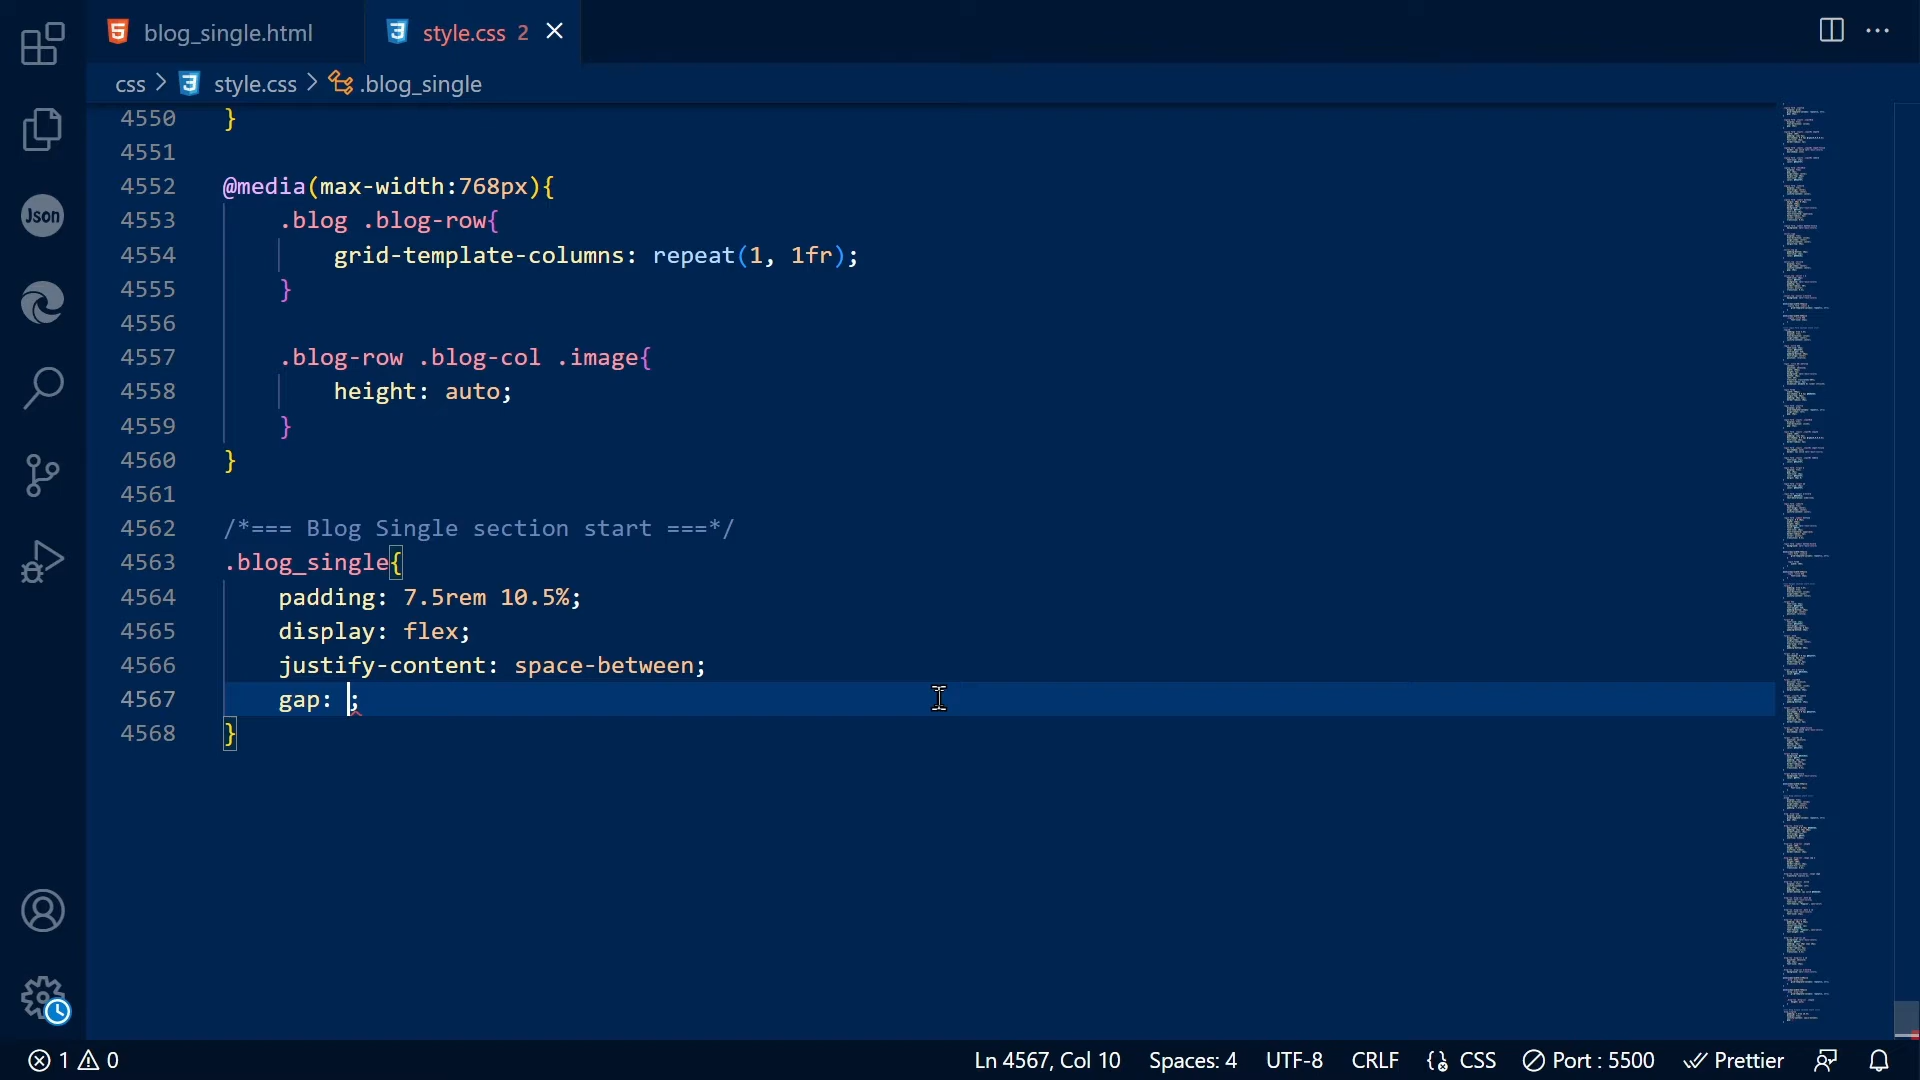 blog_single.html
style.css 2
css > style.css > .blog_single
4550 }
4551
4552 @media(max-width:768px){
4553 .blog .blog-row{
4554 grid-template-columns: repeat(1, 1fr);
4555 }
4556
4557 .blog-row .blog-col .image{
4558 height: auto;
4559 }
4560 }
4561
4562 /*=== Blog Single section start ===*/
4563 .blog_single{
4564 padding: 7.5rem 10.5%;
4565 display: flex;
4566 justify-content: space-between;
4567 gap: ;
4568 }
Json
1 0 Ln 4567, Col 10 Spaces: 4 UTF-8 CRLF {} CSS Port : 5500 Prettier